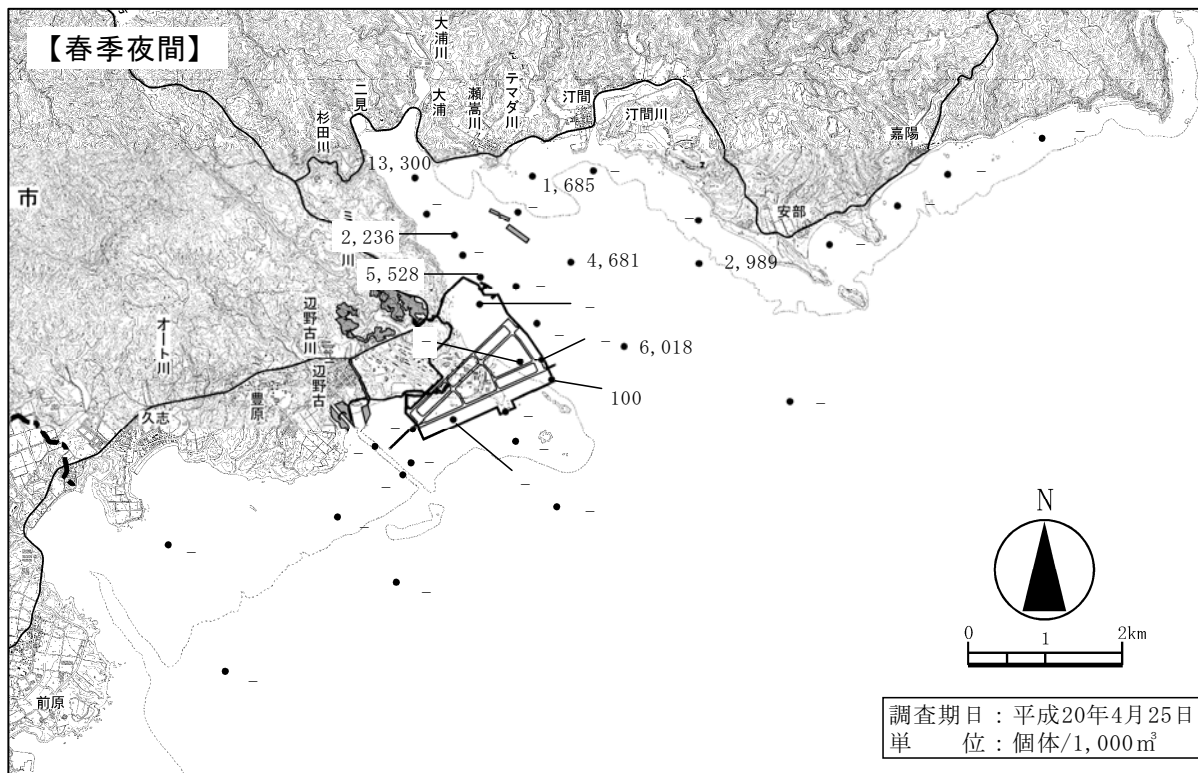 【春季夜間】
大浦川
二見
大浦
瀬嵩川
テマダ川
汀間
汀間川
嘉陽
杉田川
市
13,300
1,685
－
－
－
－
－
－
－
安部
－
2,236
川
－
4,681
2,989
5,528
－
－
辺野古川
オート川
－
－
－
6,018
辺野古
豊原
久志
100
－
－
－
－
－
－
－
－
－
－
－
－
－
－
前原
N
0 1 2km
調査期日：平成20年4月25日
単　　位：個体/1,000㎥